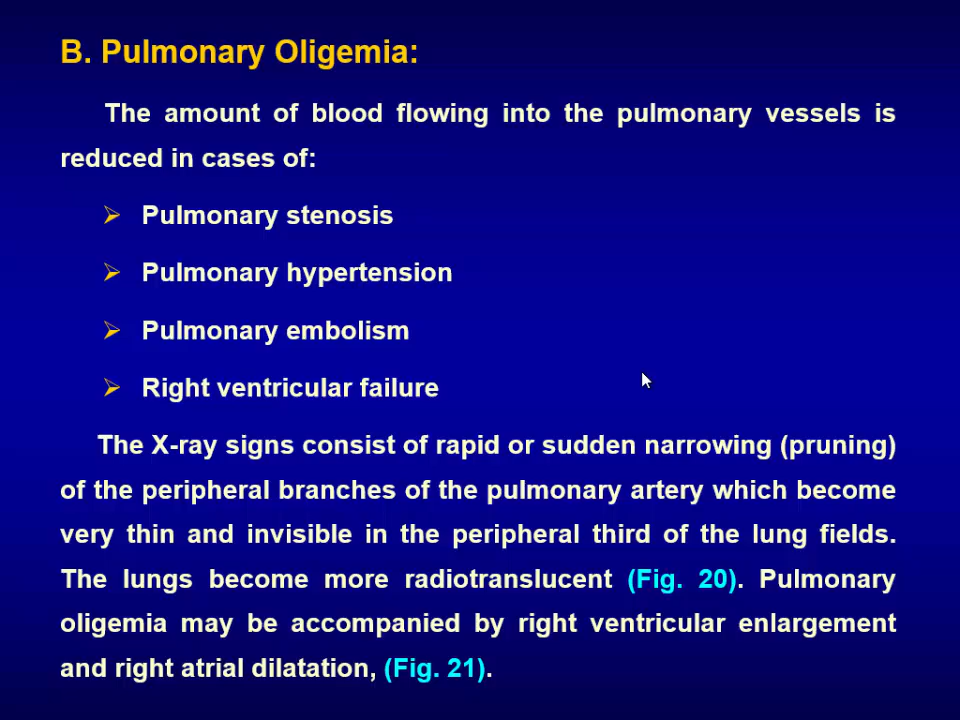 B. Pulmonary Oligemia:
The amount of blood flowing into the pulmonary vessels is
reduced in cases of:
➢ Pulmonary stenosis
➢ Pulmonary hypertension
➢ Pulmonary embolism
➢ Right ventricular failure
The X-ray signs consist of rapid or sudden narrowing (pruning)
of the peripheral branches of the pulmonary artery which become
very thin and invisible in the peripheral third of the lung fields.
The lungs become more radiotranslucent (Fig. 20). Pulmonary
oligemia may be accompanied by right ventricular enlargement
and right atrial dilatation, (Fig. 21).